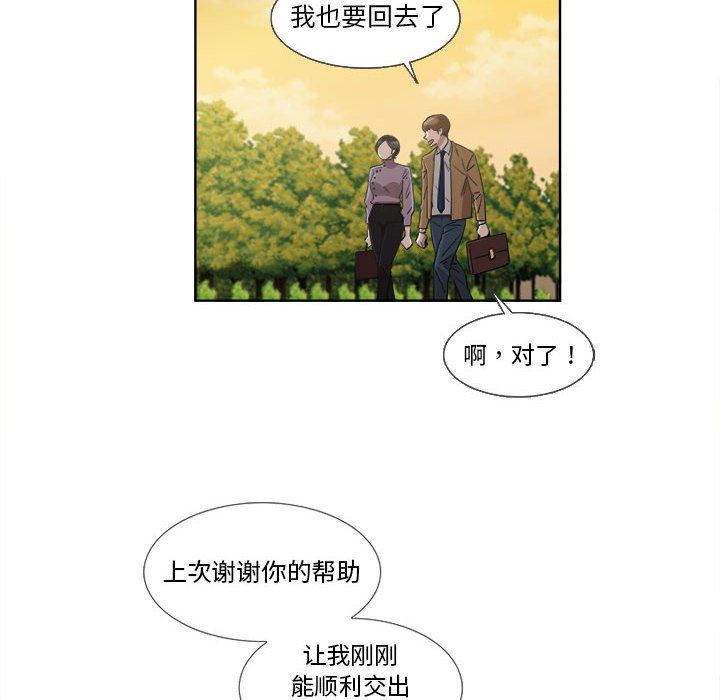 我也要回去了
啊，对了！
上次谢谢你的帮助
让我刚刚
能顺利交出